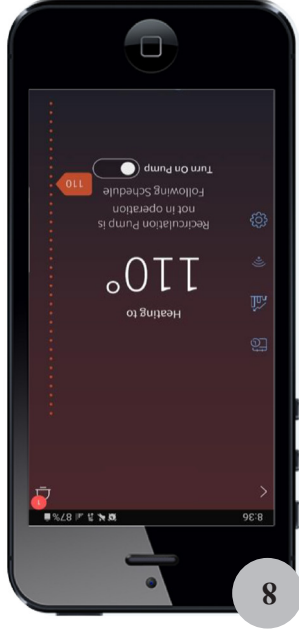 8:36
87%
1
Heating to
110°
Recirculation Pump is
not in operation
Following Schedule
Turn On Pump
110
8